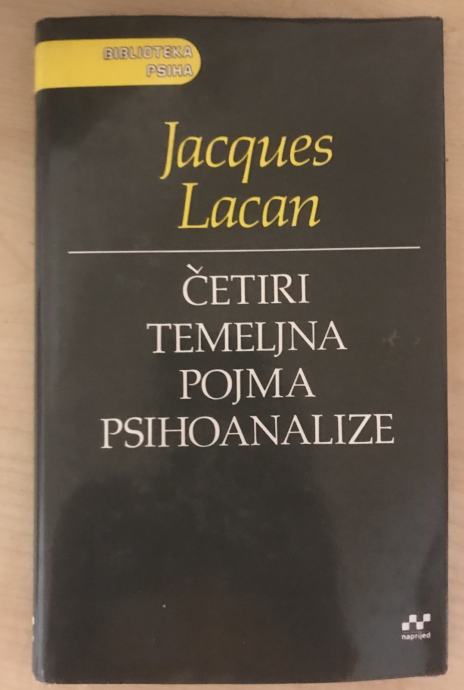 BIBLIOTEKA
PSIHA
Jacques
Lacan
ČETIRI
TEMELJNA
POJMA
PSIHOANALIZE
naprijed